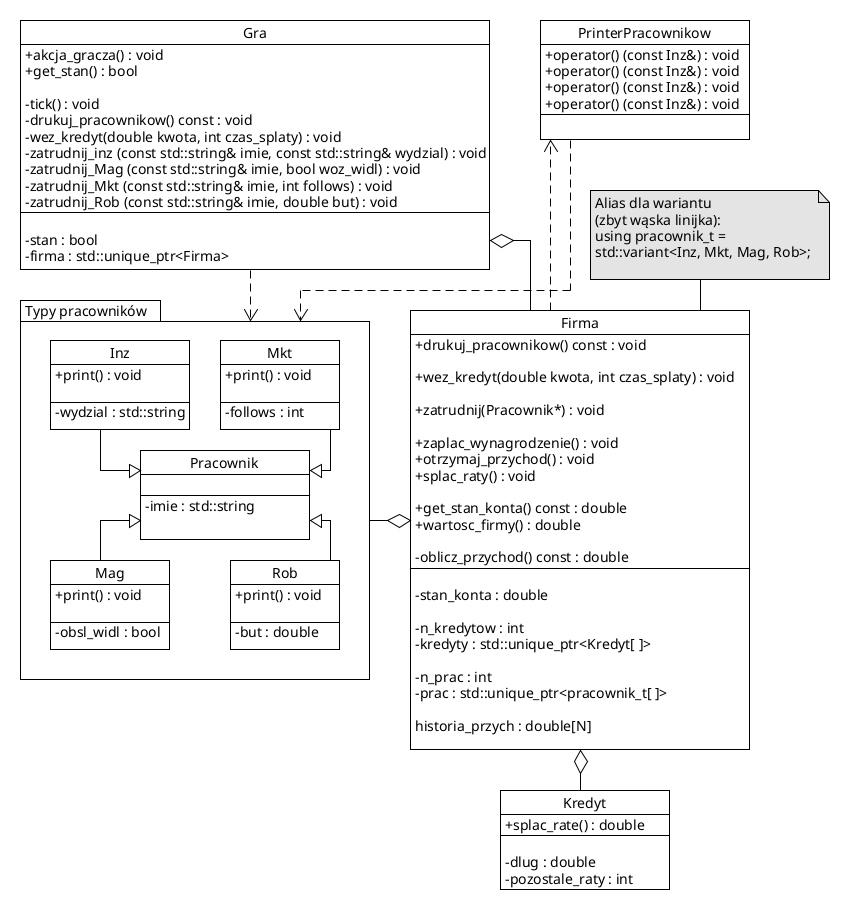 Gra
+akcja_gracza() : void
+get_stan() : bool
-tick() : void
-drukuj_pracownikow() const : void
-wez_kredyt(double kwota, int czas_splaty) : void
-zatrudnij_inz (const std::string& imie, const std::string& wydzial) : void
-zatrudnij_Mag (const std::string& imie, bool woz_widl) : void
-zatrudnij_Mkt (const std::string& imie, int follows) : void
-zatrudnij_Rob (const std::string& imie, double but) : void
-stan : bool
-firma : std::unique_ptr<Firma>
PrinterPracownikow
+operator() (const Inz&) : void
+operator() (const Inz&) : void
+operator() (const Inz&) : void
+operator() (const Inz&) : void
Alias dla wariantu
(zbyt wąska linijka):
using pracownik_t =
std::variant<Inz, Mkt, Mag, Rob>;
Typy pracowników
Inz
+print() : void
-wydzial : std::string
Mkt
+print() : void
-follows : int
Pracownik
-imie : std::string
Mag
+print() : void
-obsl_widl : bool
Rob
+print() : void
-but : double
Firma
+drukuj_pracownikow() const : void
+wez_kredyt(double kwota, int czas_splaty) : void
+zatrudnij(Pracownik*) : void
+zaplac_wynagrodzenie() : void
+otrzymaj_przychod() : void
+splac_raty() : void
+get_stan_konta() const : double
+wartosc_firmy() : double
-oblicz_przychod() const : double
-stan_konta : double
-n_kredytow : int
-kredyty : std::unique_ptr<Kredyt[ ]>
-n_prac : int
-prac : std::unique_ptr<pracownik_t[ ]>
historia_przych : double[N]
Kredyt
+splac_rate() : double
-dlug : double
-pozostale_raty : int